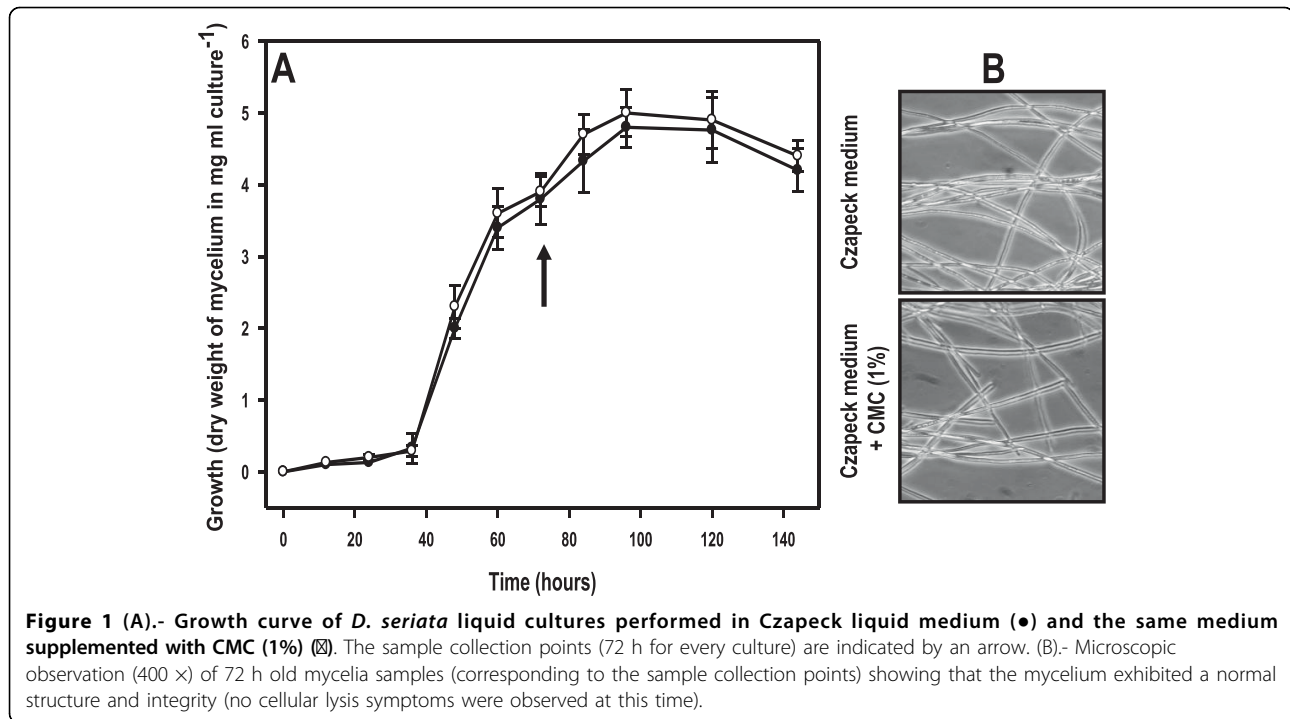 A
B
Growth (dry weight of mycelium in mg ml culture-1)
6
5
4
3
2
1
0
0 20 40 60 80 100 120 140
Time (hours)
Czapeck medium
Czapeck medium
+ CMC (1%)
Figure 1 (A).- Growth curve of D. seriata liquid cultures performed in Czapeck liquid medium (●) and the same medium
supplemented with CMC (1%) (). The sample collection points (72 h for every culture) are indicated by an arrow. (B).- Microscopic
observation (400 ×) of 72 h old mycelia samples (corresponding to the sample collection points) showing that the mycelium exhibited a normal
structure and integrity (no cellular lysis symptoms were observed at this time).